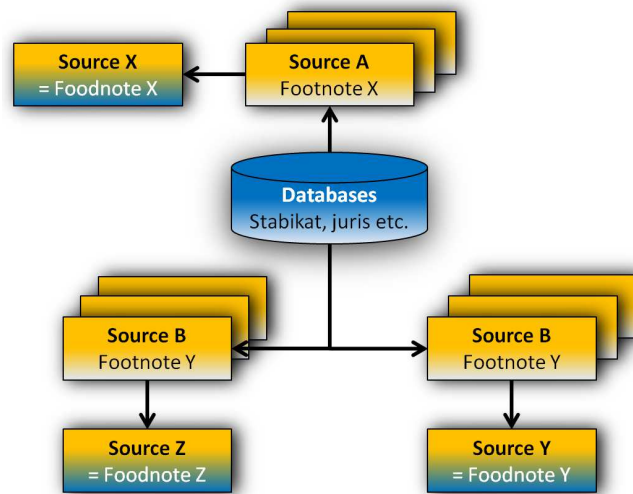 Source X
= Foodnote X
Source A
Footnote X
Databases
Stabikat, juris etc.
Source B
Footnote Y
Source B
Footnote Y
Source Z
= Foodnote Z
Source Y
= Foodnote Y